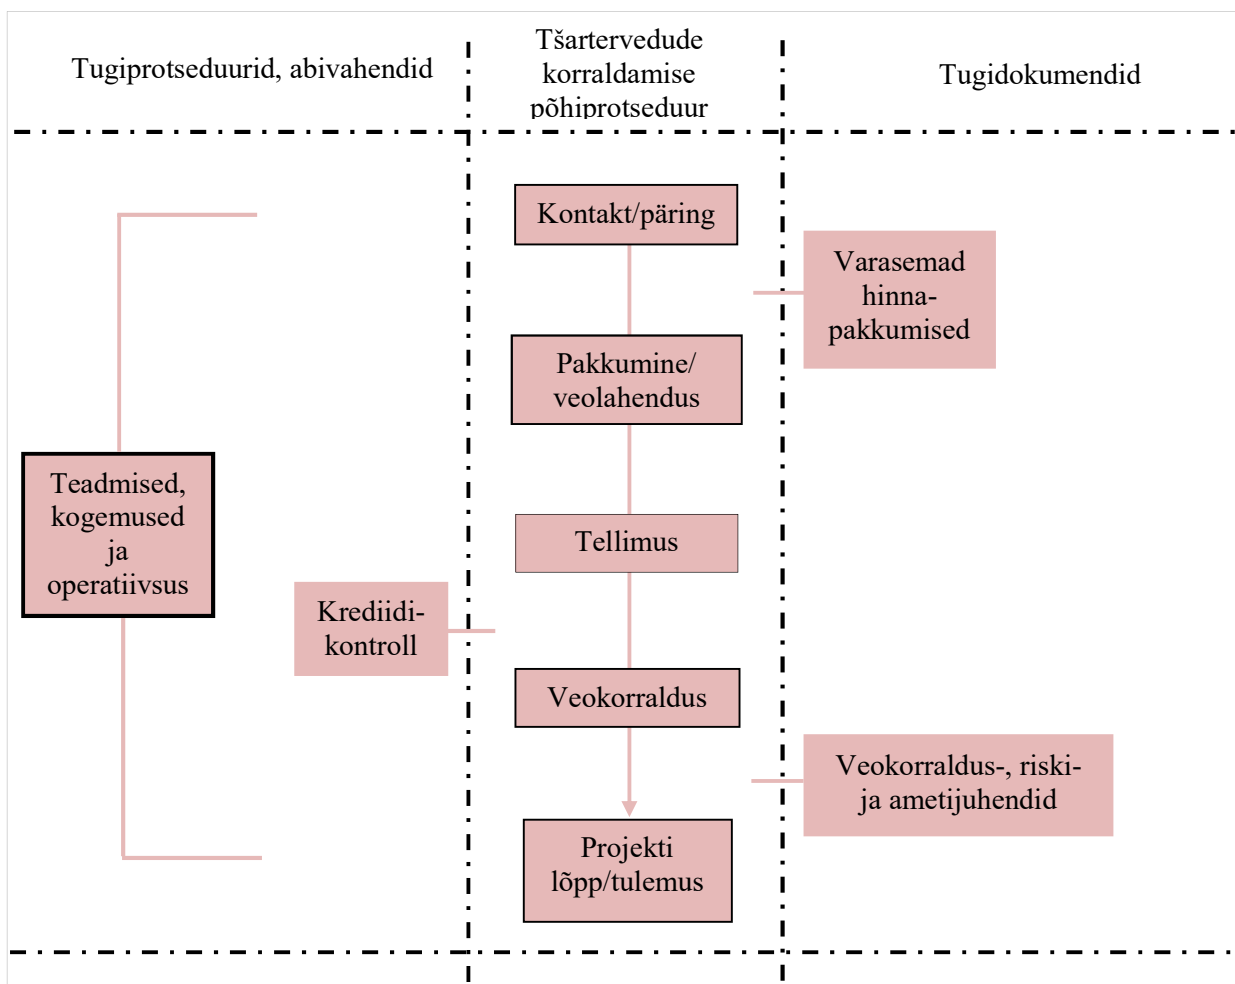 Tugiprotseduurid, abivahendid
Tšartervedude
korraldamise
põhiprotseduur
Tugidokumendid
Kontakt/päring
Varasemad
hinna-
pakkumised
Pakkumine/
veolahendus
Teadmised,
kogemused
ja
operatiivsus
Tellimus
Krediidi-
kontroll
Veokorraldus
Veokorraldus-, riski-
ja ametijuhendid
Projekti
lõpp/tulemus